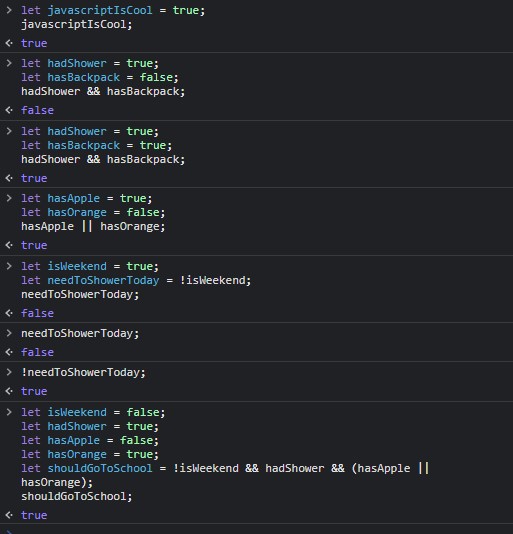 > let javascriptIsCool = true;
javascriptIsCool;
<· true
> let hadShower = true;
let hasBackpack = false;
hadShower && hasBackpack;
<· false
> let hadShower = true;
let hasBackpack = true;
hadShower && hasBackpack;
<· true
> let hasApple = true;
let hasOrange = false;
hasApple || hasOrange;
<· true
> let isWeekend = true;
let needToShowerToday = !isWeekend;
needToShowerToday;
<· false
> needToShowerToday;
<· false
> !needToShowerToday;
<· true
> let isWeekend = false;
let hadShower = true;
let hasApple = false;
let hasOrange = true;
let shouldGoToSchool = !isWeekend && hadShower && (hasApple ||
hasOrange);
shouldGoToSchool;
<· true